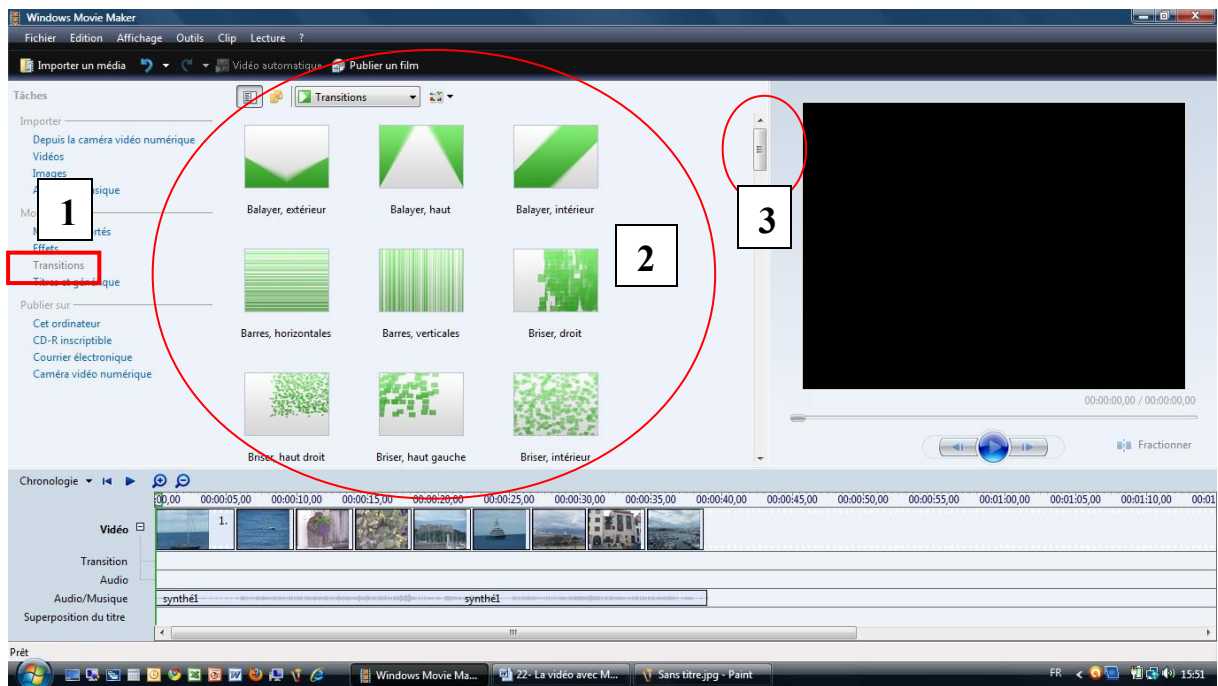 Windows Movie Maker
Fichier Edition Affichage Outils Clip Lecture ?
Importer un média Vidéo automatique Publier un film
Tâches
Transitions
Importer
Depuis la caméra vidéo numérique
Vidéos
Images
1
Effets
Transitions
Titres et générique
Publier sur
Cet ordinateur
CD-R inscriptible
Courrier électronique
Caméra vidéo numérique
Balayer, extérieur Balayer, haut Balayer, intérieur
2
3
Barres, horizontales Barres, verticales Briser, droit
Briser, haut droit Briser, haut gauche Briser, intérieur
00:00:00,00 / 00:00:00,00
Fractionner
Chronologie
00:00:05,00 00:00:10,00 00:00:15,00 00:00:20,00 00:00:25,00 00:00:30,00 00:00:35,00 00:00:40,00 00:00:45,00 00:00:50,00 00:00:55,00 00:01:00,00 00:01:05,00 00:01:10,00 00:01
Vidéo 1.
Transition
Audio
Audio/Musique synthé1 synthé1
Superposition du titre
Prêt
Windows Movie Ma... 22- La vidéo avec M... Sans titre.jpg - Paint FR 15:51